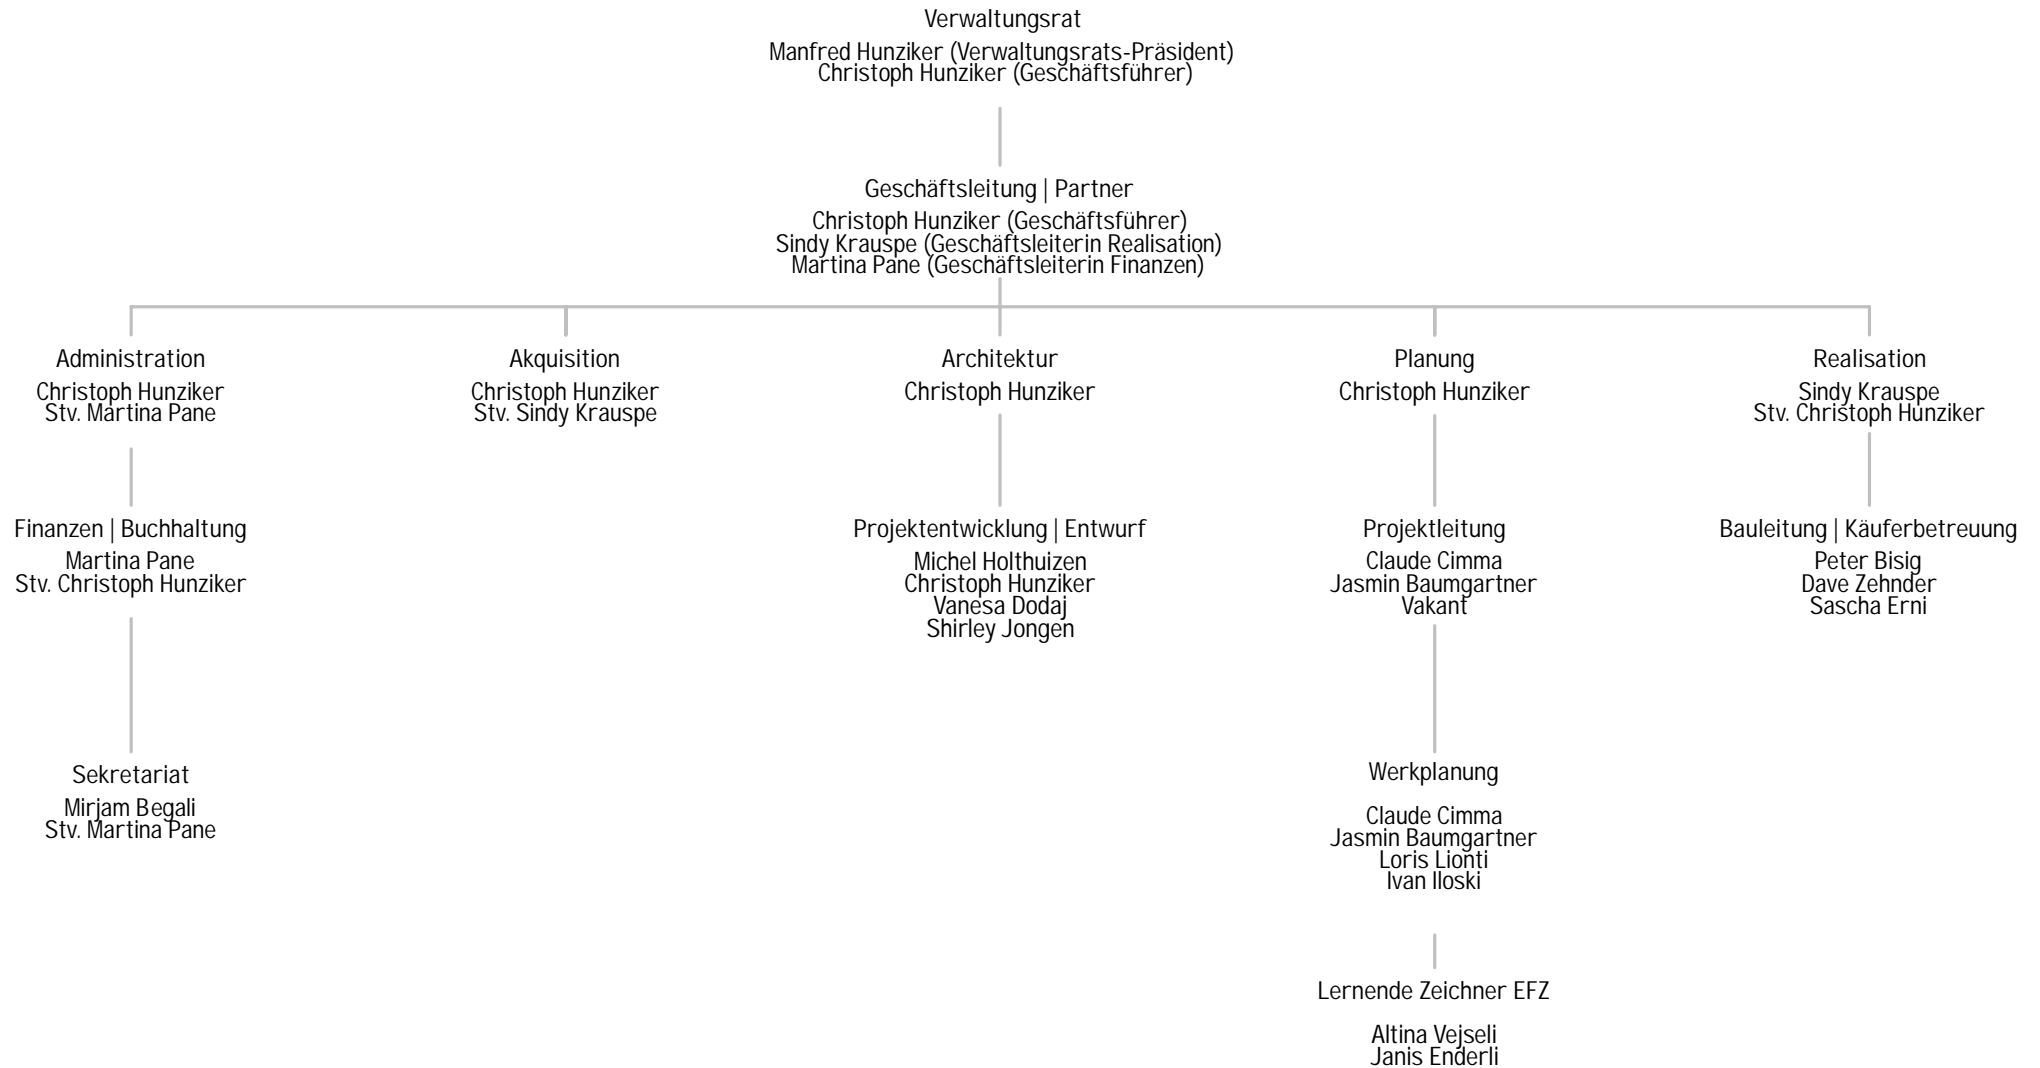 Verwaltungsrat
Manfred Hunziker (Verwaltungsrats-Präsident)
Christoph Hunziker (Geschäftsführer)
Geschäftsleitung | Partner
Christoph Hunziker (Geschäftsführer)
Sindy Krauspe (Geschäftsleiterin Realisation)
Martina Pane (Geschäftsleiterin Finanzen)
Administration
Christoph Hunziker
Stv. Martina Pane
Akquisition
Christoph Hunziker
Stv. Sindy Krauspe
Architektur
Christoph Hunziker
Planung
Christoph Hunziker
Realisation
Sindy Krauspe
Stv. Christoph Hunziker
Finanzen | Buchhaltung
Martina Pane
Stv. Christoph Hunziker
Projektentwicklung | Entwurf
Michel Holthuizen
Christoph Hunziker
Vanesa Dodaj
Shirley Jongen
Projektleitung
Claude Cimma
Jasmin Baumgartner
Vakant
Bauleitung | Käuferbetreuung
Peter Bisig
Dave Zehnder
Sascha Erni
Sekretariat
Mirjam Begali
Stv. Martina Pane
Werkplanung
Claude Cimma
Jasmin Baumgartner
Loris Lionti
Ivan Iloski
Lernende Zeichner EFZ
Altina Vejseli
Janis Enderli